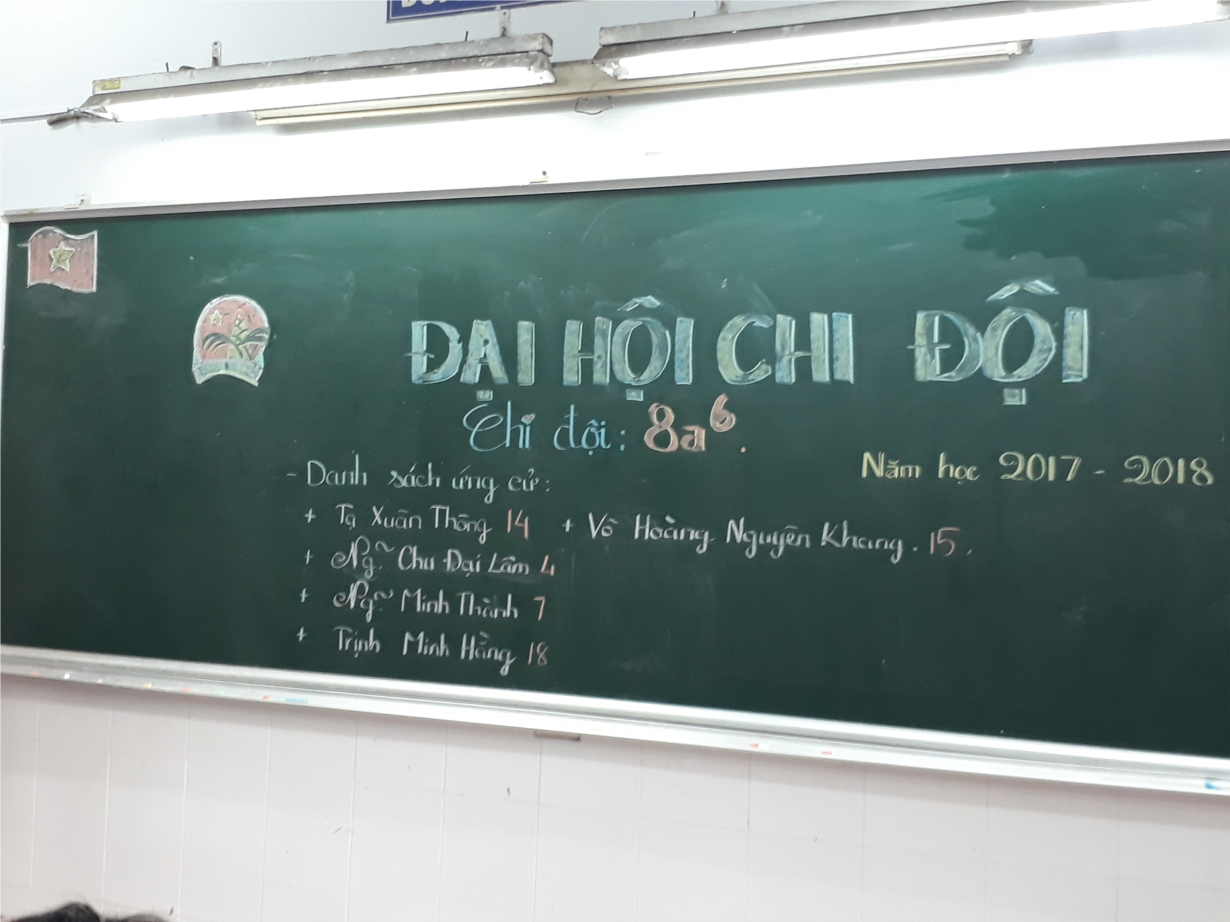 ĐẠI HỘI CHI ĐỘI
Chi đội: 8a⁶.
Năm học 2017 - 2018
- Danh sách ứng cử:
+ Tạ Xuân Thông 14 + Võ Hoàng Nguyên Khang. 15.
+ Ng~ Chu Đại Lâm 4
+ Ng~ Minh Thành 7
+ Trịnh Minh Hằng 18